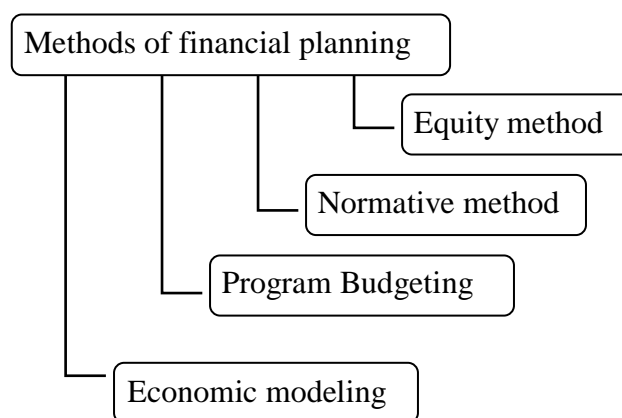 Methods of financial planning
Equity method
Normative method
Program Budgeting
Economic modeling